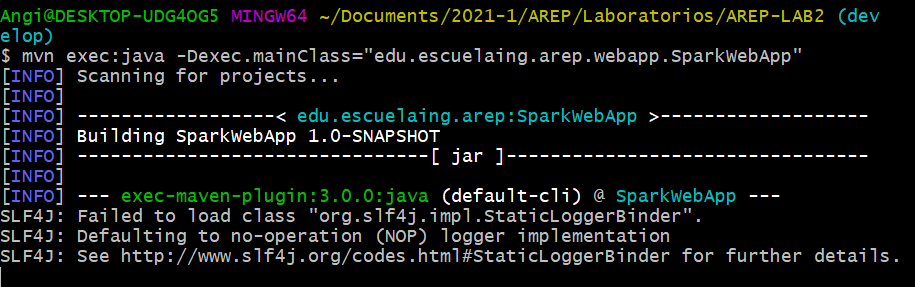 Angi@DESKTOP-UDG4OG5 MINGW64 ~/Documents/2021-1/AREP/Laboratorios/AREP-LAB2 (dev
elop)
$ mvn exec:java -Dexec.mainClass="edu.escuelaing.arep.webapp.SparkWebApp"
[INFO] Scanning for projects...
[INFO]
[INFO] -------------------< edu.escuelaing.arep:SparkWebApp >-------------------
[INFO] Building SparkWebApp 1.0-SNAPSHOT
[INFO] --------------------------------[ jar ]---------------------------------
[INFO]
[INFO] --- exec-maven-plugin:3.0.0:java (default-cli) @ SparkWebApp ---
SLF4J: Failed to load class "org.slf4j.impl.StaticLoggerBinder".
SLF4J: Defaulting to no-operation (NOP) logger implementation
SLF4J: See http://www.slf4j.org/codes.html#StaticLoggerBinder for further details.